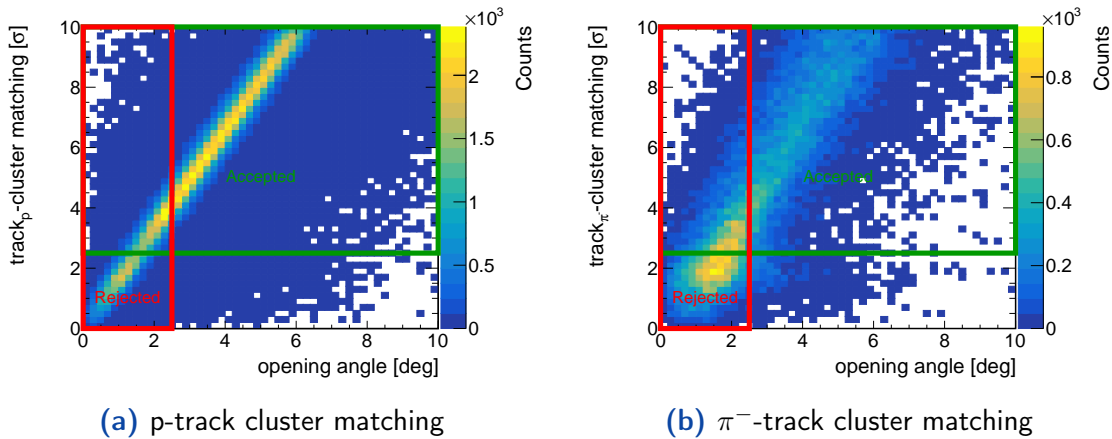 ×10³
10
8
6
4
2
0
track_p-cluster matching [σ]
Accepted
Rejected
0 2 4 6 8 10
opening angle [deg]
2
1.5
1
0.5
0
Counts
(a) p-track cluster matching
×10³
10
8
6
4
2
0
track_π⁻-cluster matching [σ]
Accepted
Rejected
0 2 4 6 8 10
opening angle [deg]
0.8
0.6
0.4
0.2
0
Counts
(b) π⁻-track cluster matching